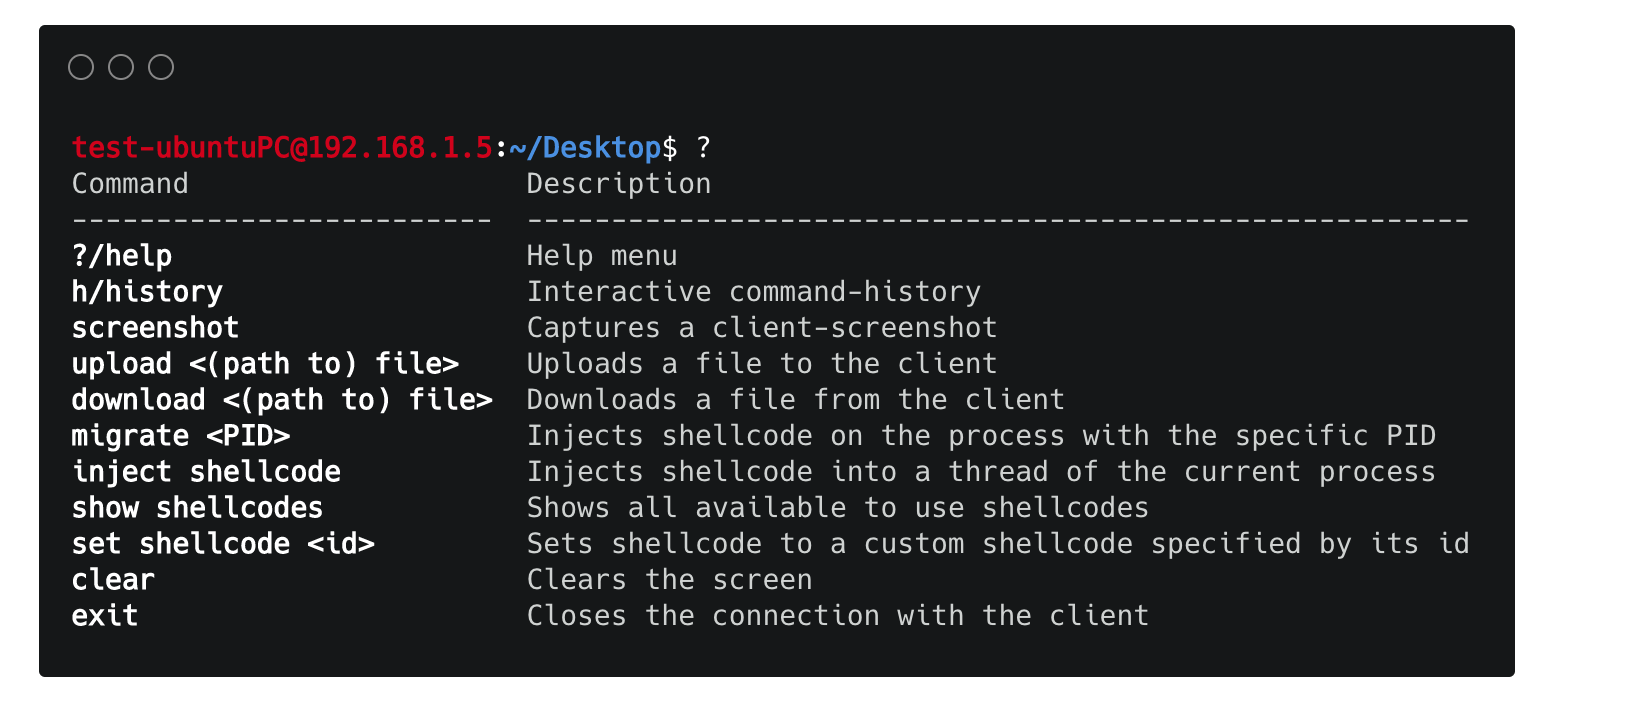 test-ubuntuPC@192.168.1.5:~/Desktop$ ?
Command Description
------------------------- --------------------------------------------------------
?/help Help menu
h/history Interactive command-history
screenshot Captures a client-screenshot
upload <(path to) file> Uploads a file to the client
download <(path to) file> Downloads a file from the client
migrate <PID> Injects shellcode on the process with the specific PID
inject shellcode Injects shellcode into a thread of the current process
show shellcodes Shows all available to use shellcodes
set shellcode <id> Sets shellcode to a custom shellcode specified by its id
clear Clears the screen
exit Closes the connection with the client